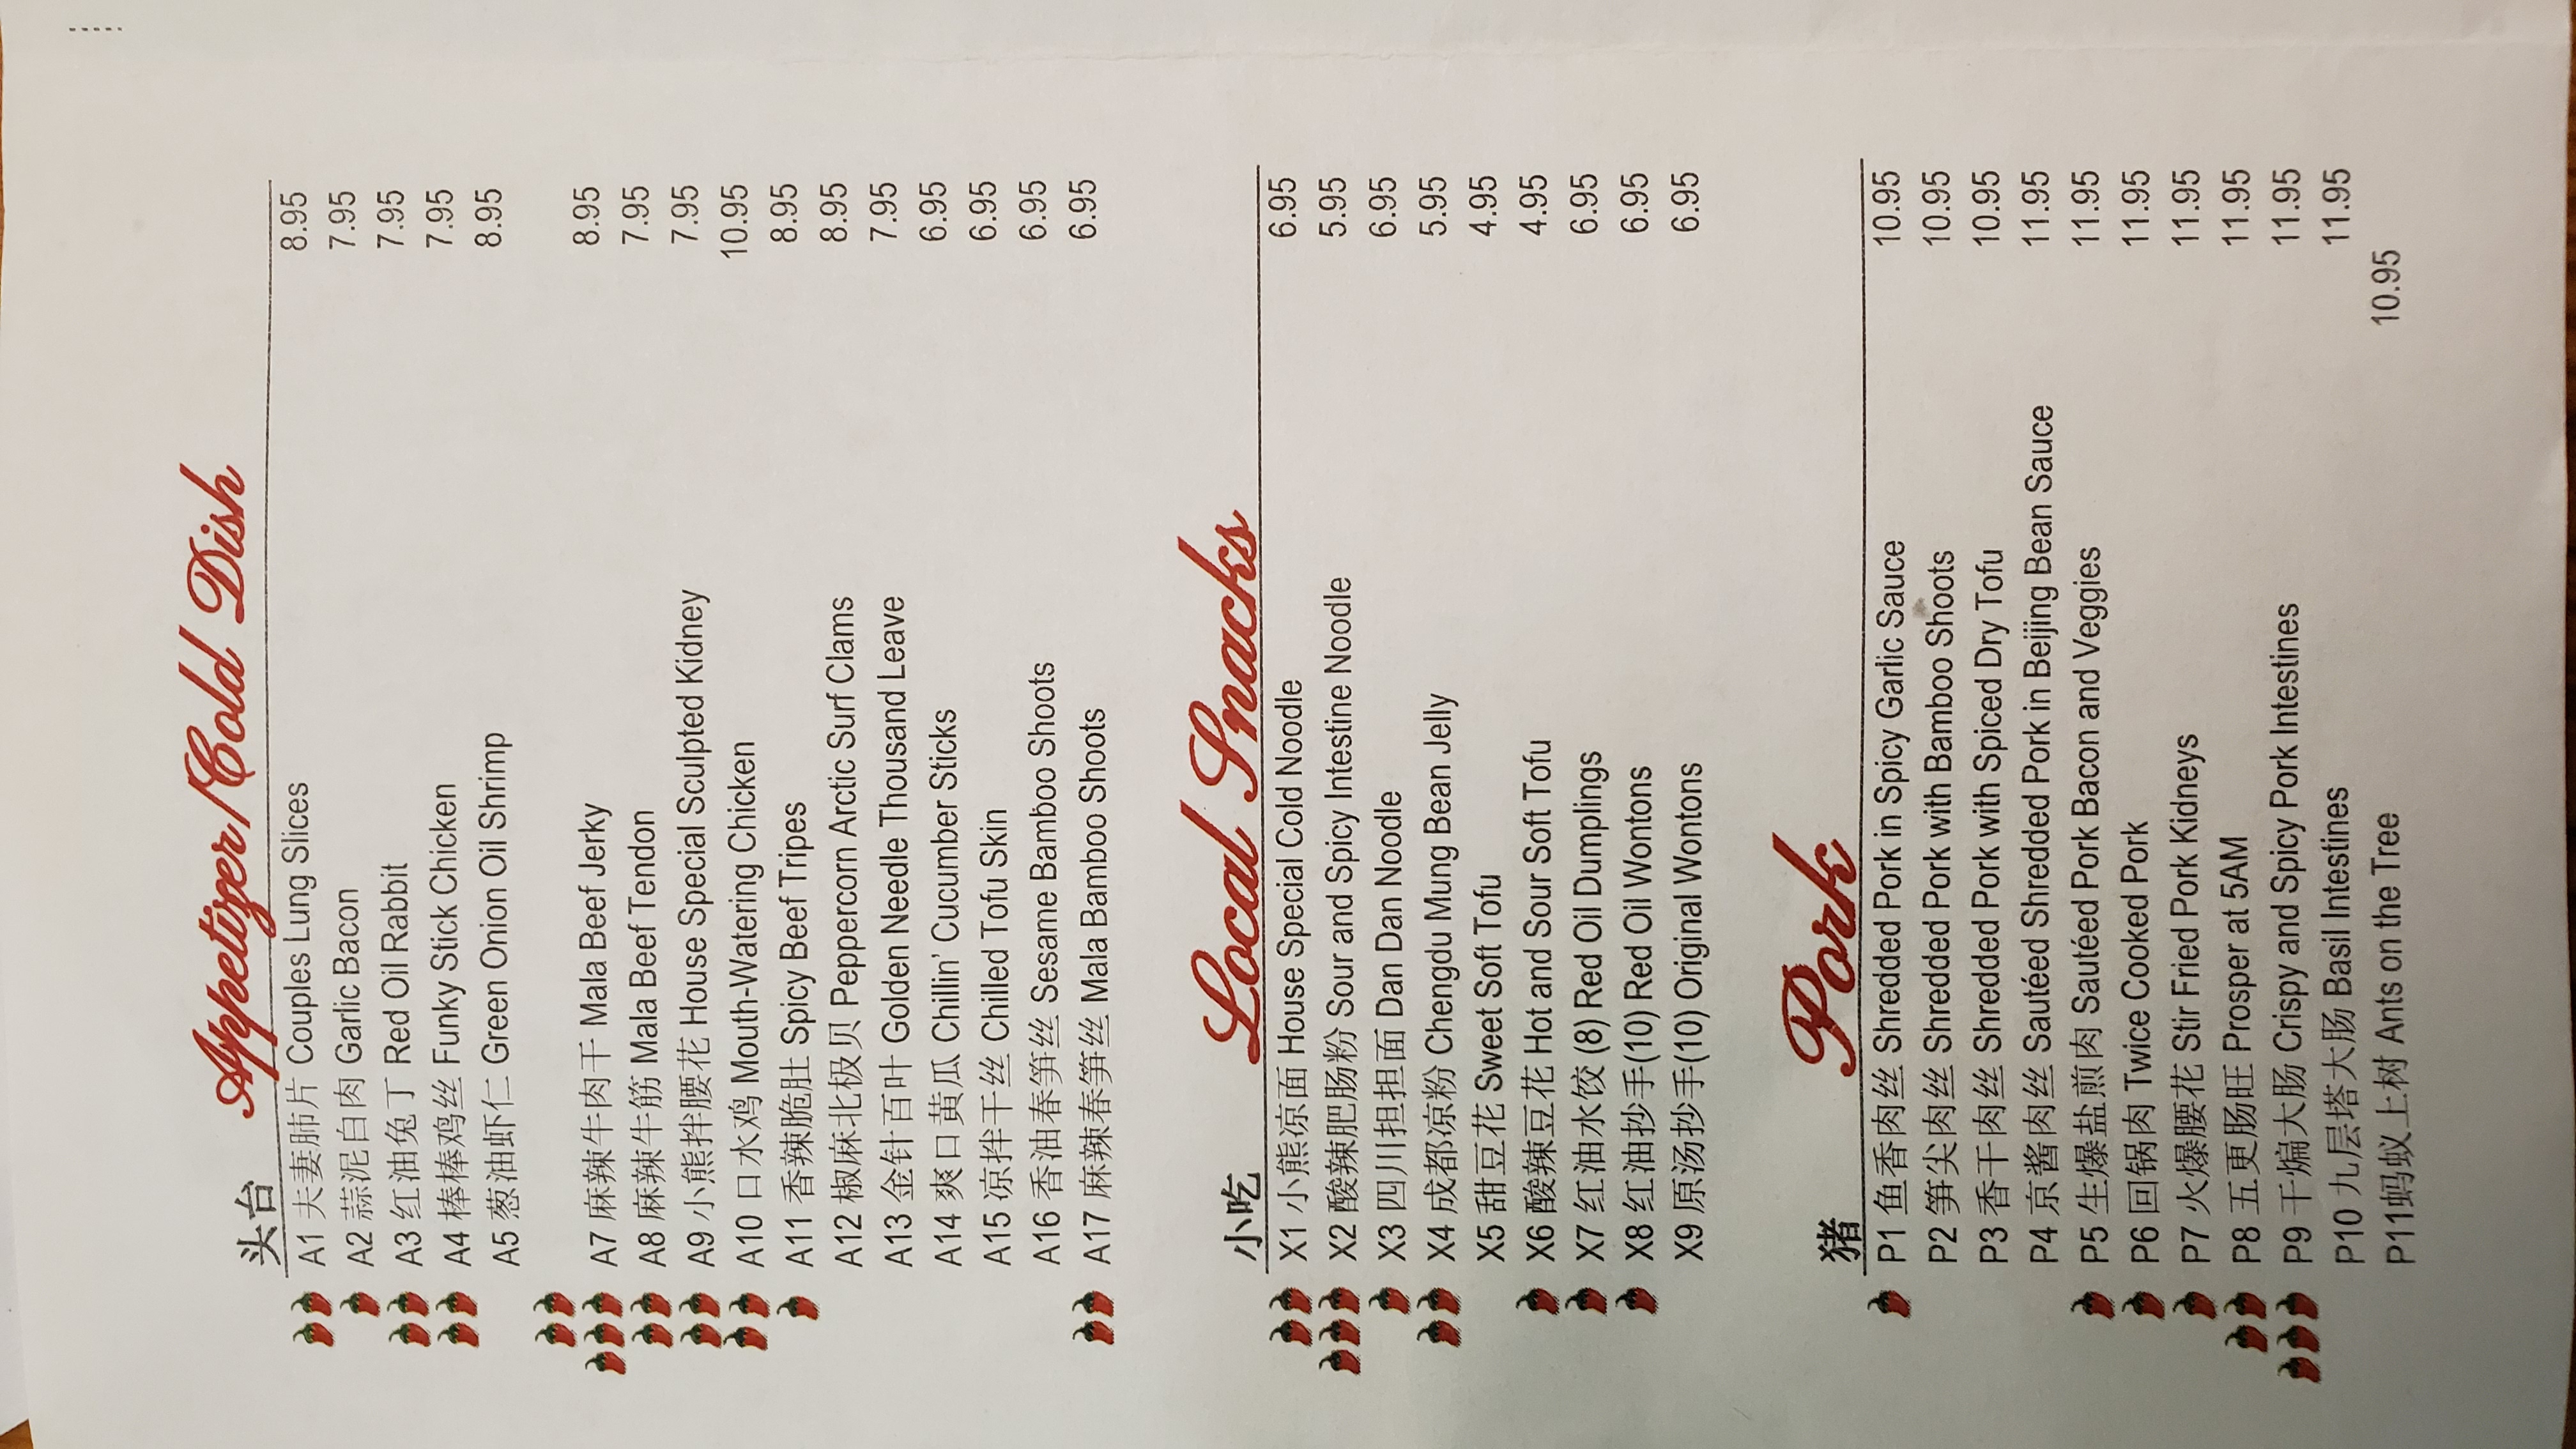 Appetizer/Cold Dish
头台
A1 夫妻肺片 Couples Lung Slices 8.95
A2 蒜泥白肉 Garlic Bacon 7.95
A3 红油兔丁 Red Oil Rabbit 7.95
A4 棒棒鸡丝 Funky Stick Chicken 7.95
A5 葱油虾仁 Green Onion Oil Shrimp 8.95
A7 麻辣牛肉干 Mala Beef Jerky 8.95
A8 麻辣牛筋 Mala Beef Tendon 7.95
A9 小熊拌腰花 House Special Sculpted Kidney 7.95
A10 口水鸡 Mouth-Watering Chicken 10.95
A11 香辣脆肚 Spicy Beef Tripes 8.95
A12 椒麻北极贝 Peppercorn Arctic Surf Clams 8.95
A13 金针百叶 Golden Needle Thousand Leave 7.95
A14 爽口黄瓜 Chillin' Cucumber Sticks 6.95
A15 凉拌干丝 Chilled Tofu Skin 6.95
A16 香油春笋丝 Sesame Bamboo Shoots 6.95
A17 麻辣春笋丝 Mala Bamboo Shoots 6.95
Local Snacks
小吃
X1 小熊凉面 House Special Cold Noodle 6.95
X2 酸辣肥肠粉 Sour and Spicy Intestine Noodle 5.95
X3 四川担担面 Dan Dan Noodle 6.95
X4 成都凉粉 Chengdu Mung Bean Jelly 5.95
X5 甜豆花 Sweet Soft Tofu 4.95
X6 酸辣豆花 Hot and Sour Soft Tofu 4.95
X7 红油水饺 (8) Red Oil Dumplings 6.95
X8 红油抄手(10) Red Oil Wontons 6.95
X9 原汤抄手(10) Original Wontons 6.95
Pork
猪
P1 鱼香肉丝 Shredded Pork in Spicy Garlic Sauce 10.95
P2 笋尖肉丝 Shredded Pork with Bamboo Shoots 10.95
P3 香干肉丝 Shredded Pork with Spiced Dry Tofu 10.95
P4 京酱肉丝 Sautéed Shredded Pork in Beijing Bean Sauce 11.95
P5 生爆盐煎肉 Sautéed Pork Bacon and Veggies 11.95
P6 回锅肉 Twice Cooked Pork 11.95
P7 火爆腰花 Stir Fried Pork Kidneys 11.95
P8 五更肠旺 Prosper at 5AM 11.95
P9 干煸大肠 Crispy and Spicy Pork Intestines 11.95
P10 九层塔大肠 Basil Intestines 11.95
P11蚂蚁上树 Ants on the Tree 10.95